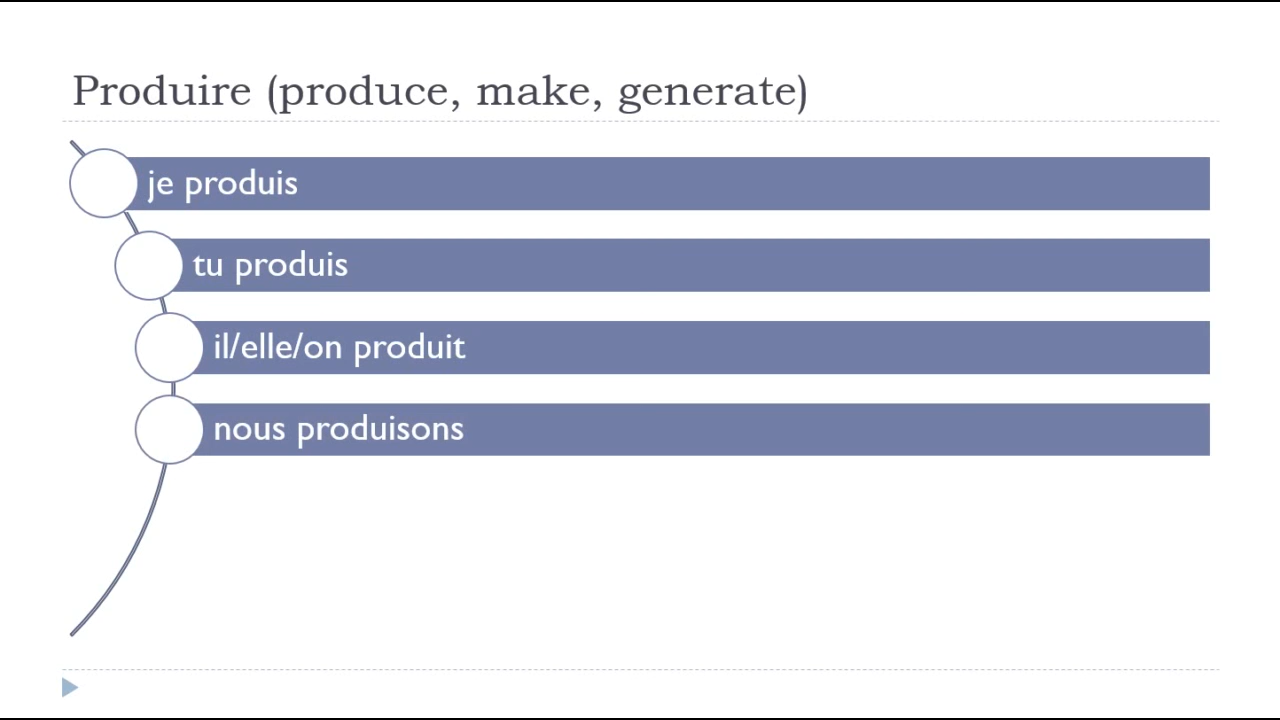 Produire (produce, make, generate)
je produis
tu produis
il/elle/on produit
nous produisons